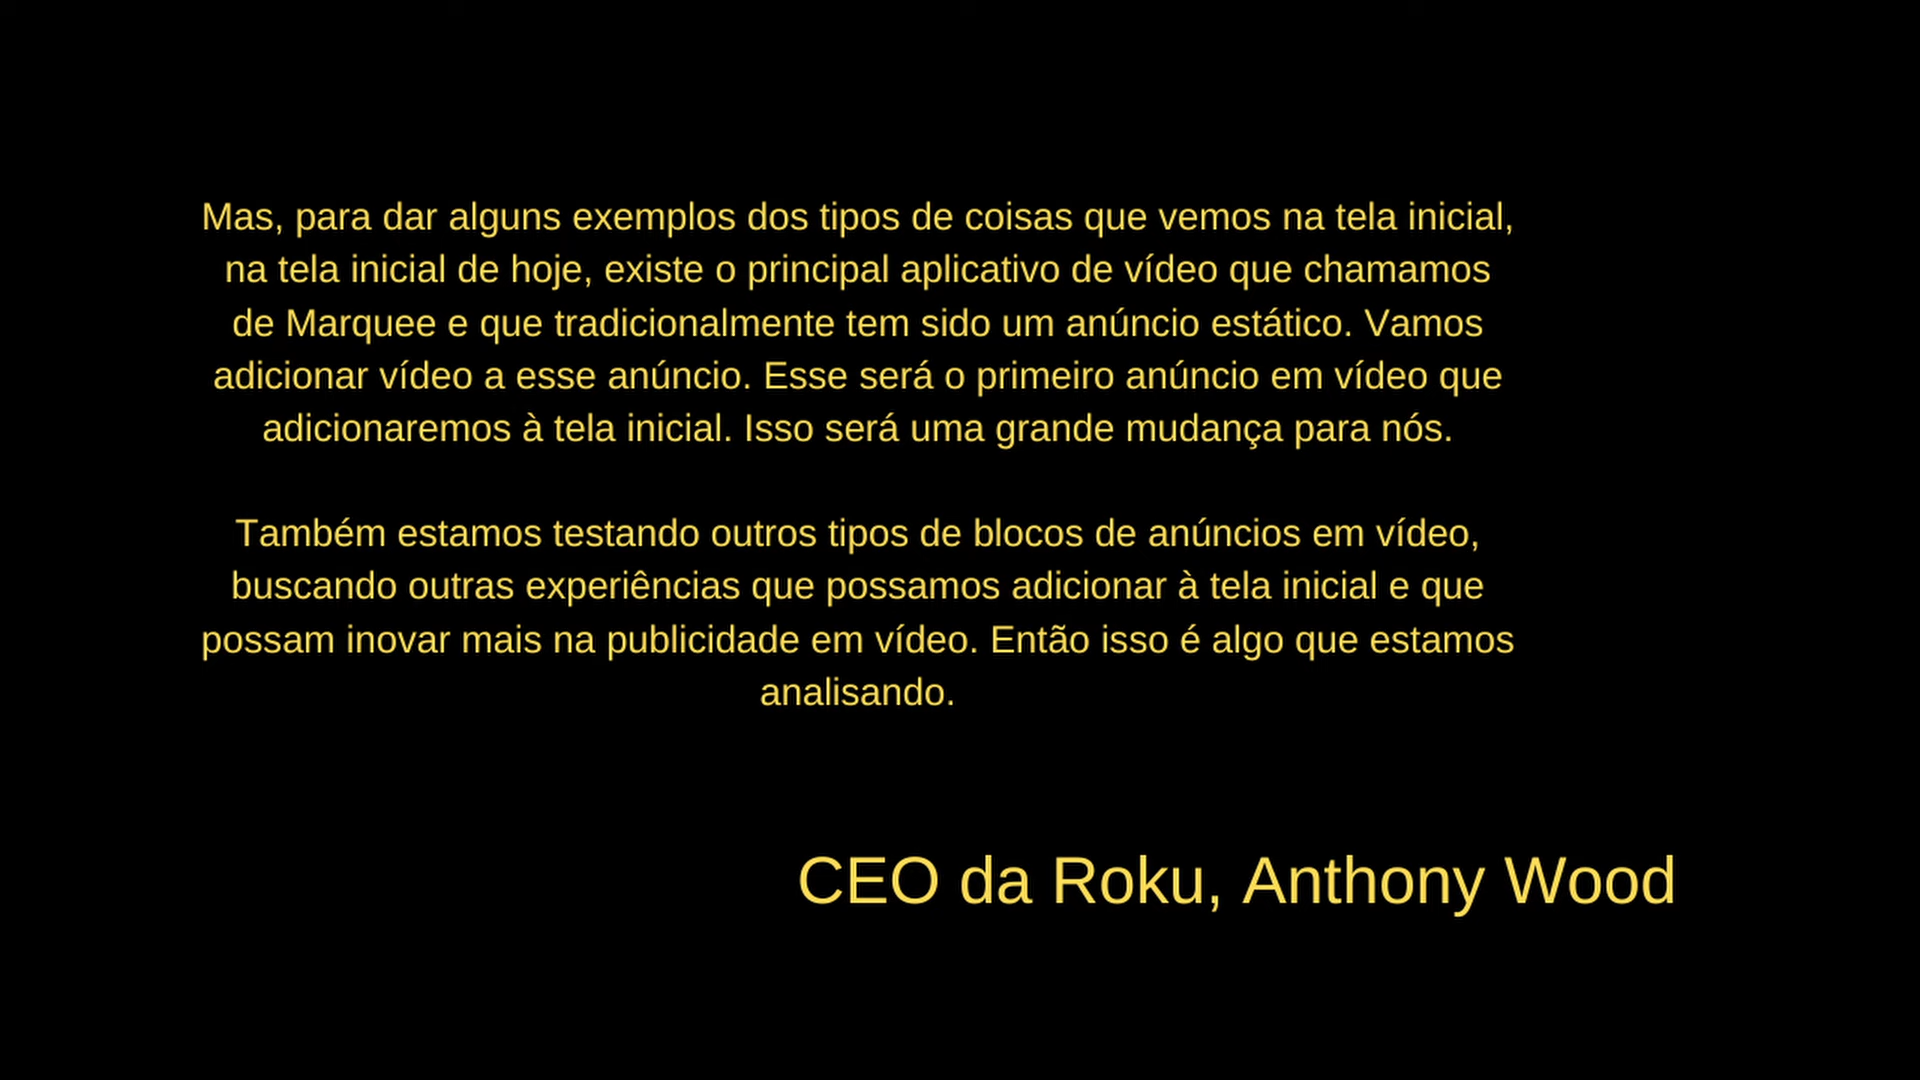 Mas, para dar alguns exemplos dos tipos de coisas que vemos na tela inicial,
na tela inicial de hoje, existe o principal aplicativo de vídeo que chamamos
de Marquee e que tradicionalmente tem sido um anúncio estático. Vamos
adicionar vídeo a esse anúncio. Esse será o primeiro anúncio em vídeo que
adicionaremos à tela inicial. Isso será uma grande mudança para nós.
Também estamos testando outros tipos de blocos de anúncios em vídeo,
buscando outras experiências que possamos adicionar à tela inicial e que
possam inovar mais na publicidade em vídeo. Então isso é algo que estamos
analisando.
CEO da Roku, Anthony Wood